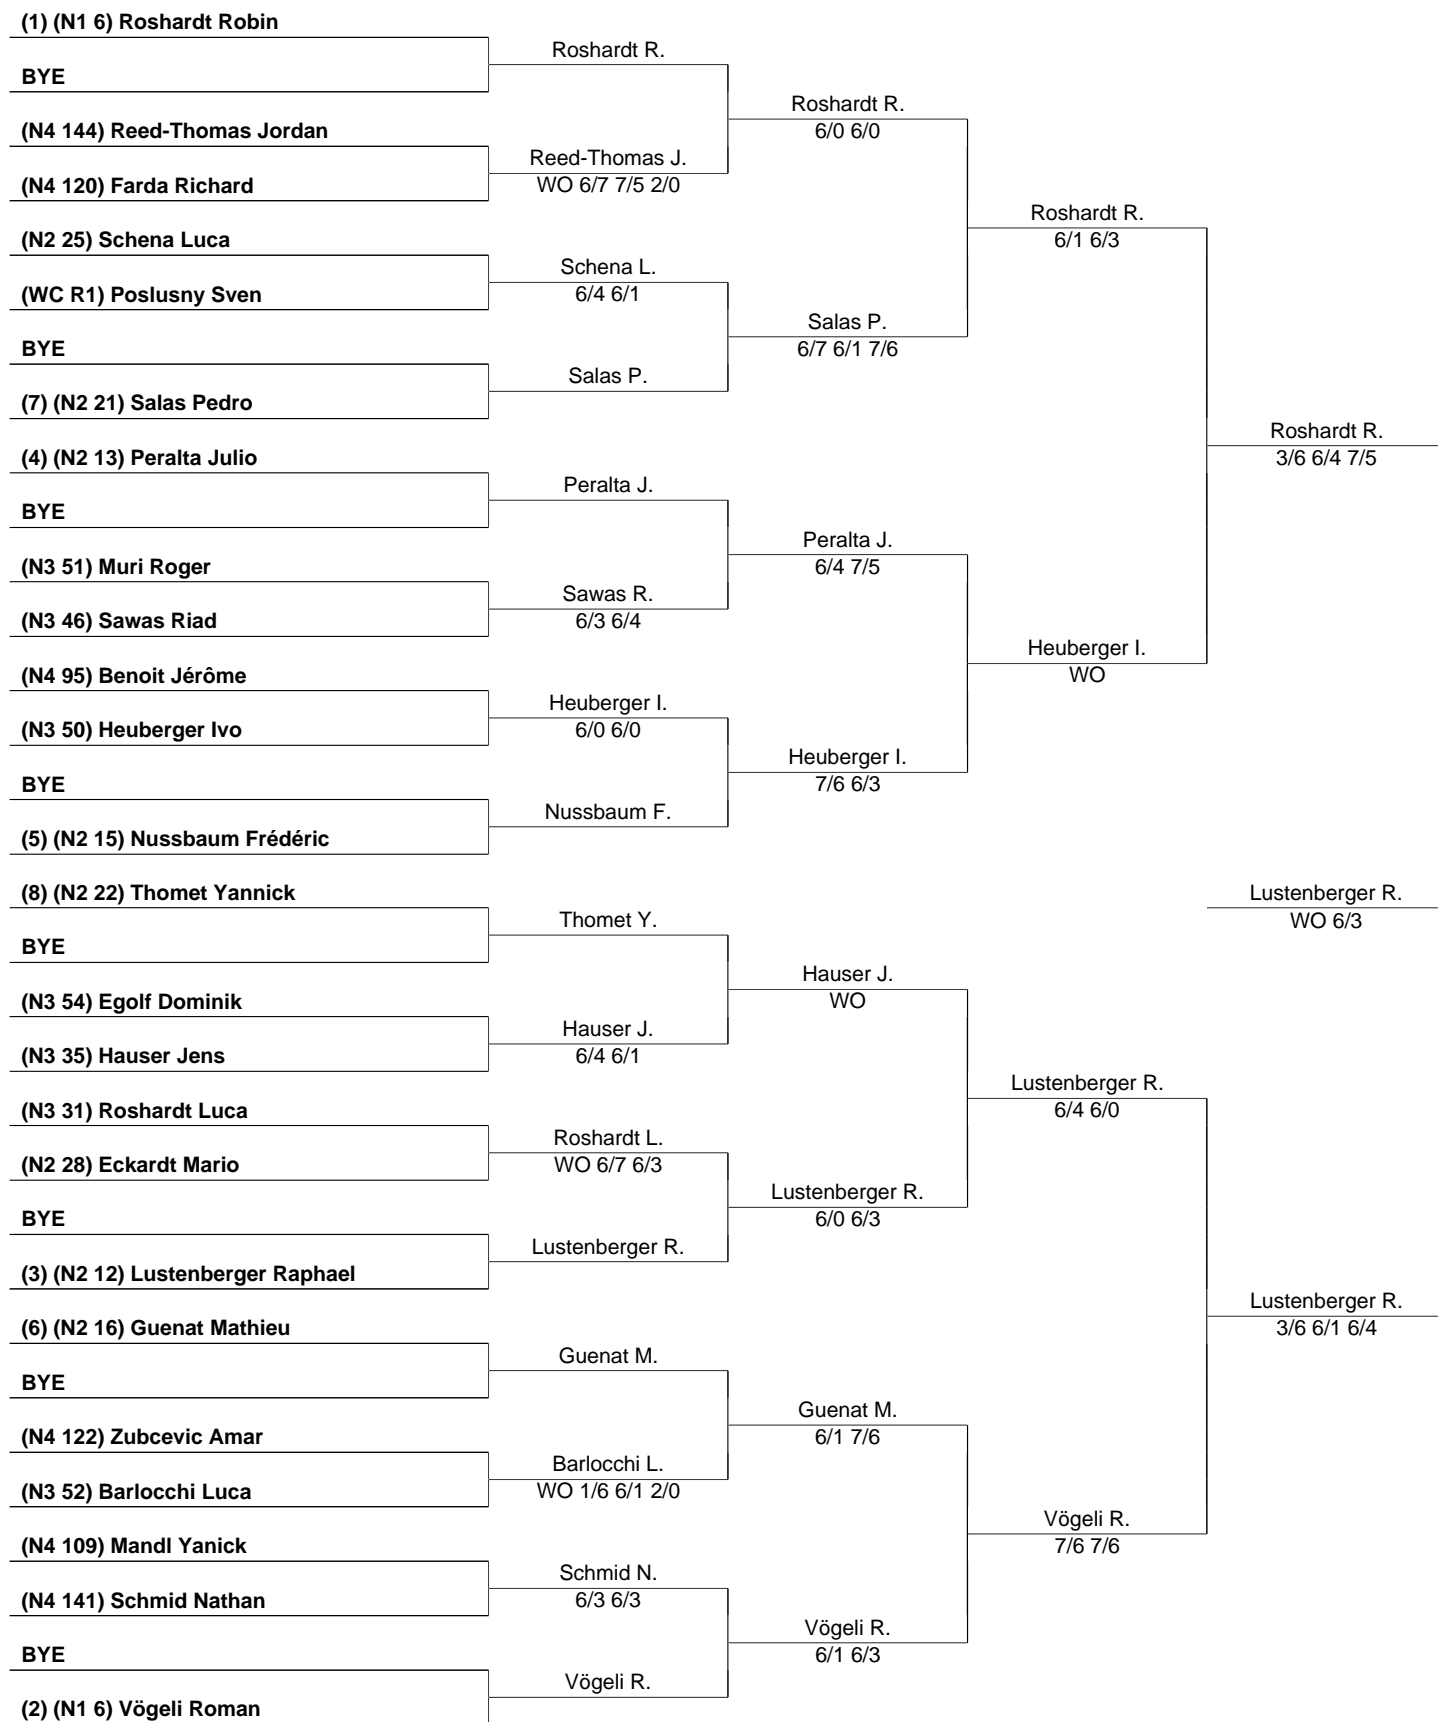 (1) (N1 6) Roshardt Robin
Roshardt R.
BYE
Roshardt R.
6/0 6/0
(N4 144) Reed-Thomas Jordan
Reed-Thomas J.
WO 6/7 7/5 2/0
(N4 120) Farda Richard
Roshardt R.
6/1 6/3
(N2 25) Schena Luca
Schena L.
6/4 6/1
(WC R1) Poslusny Sven
Salas P.
6/7 6/1 7/6
BYE
Salas P.
(7) (N2 21) Salas Pedro
Roshardt R.
3/6 6/4 7/5
(4) (N2 13) Peralta Julio
Peralta J.
BYE
Peralta J.
6/4 7/5
(N3 51) Muri Roger
Sawas R.
6/3 6/4
(N3 46) Sawas Riad
Heuberger I.
WO
(N4 95) Benoit Jérôme
Heuberger I.
6/0 6/0
(N3 50) Heuberger Ivo
Heuberger I.
7/6 6/3
BYE
Nussbaum F.
(5) (N2 15) Nussbaum Frédéric
(8) (N2 22) Thomet Yannick
Lustenberger R.
WO 6/3
Thomet Y.
BYE
Hauser J.
WO
(N3 54) Egolf Dominik
Hauser J.
6/4 6/1
(N3 35) Hauser Jens
Lustenberger R.
6/4 6/0
(N3 31) Roshardt Luca
Roshardt L.
WO 6/7 6/3
(N2 28) Eckardt Mario
Lustenberger R.
6/0 6/3
BYE
Lustenberger R.
(3) (N2 12) Lustenberger Raphael
Lustenberger R.
3/6 6/1 6/4
(6) (N2 16) Guenat Mathieu
Guenat M.
BYE
Guenat M.
6/1 7/6
(N4 122) Zubcevic Amar
Barlocchi L.
WO 1/6 6/1 2/0
(N3 52) Barlocchi Luca
Vögeli R.
7/6 7/6
(N4 109) Mandl Yanick
Schmid N.
6/3 6/3
(N4 141) Schmid Nathan
Vögeli R.
6/1 6/3
BYE
Vögeli R.
(2) (N1 6) Vögeli Roman